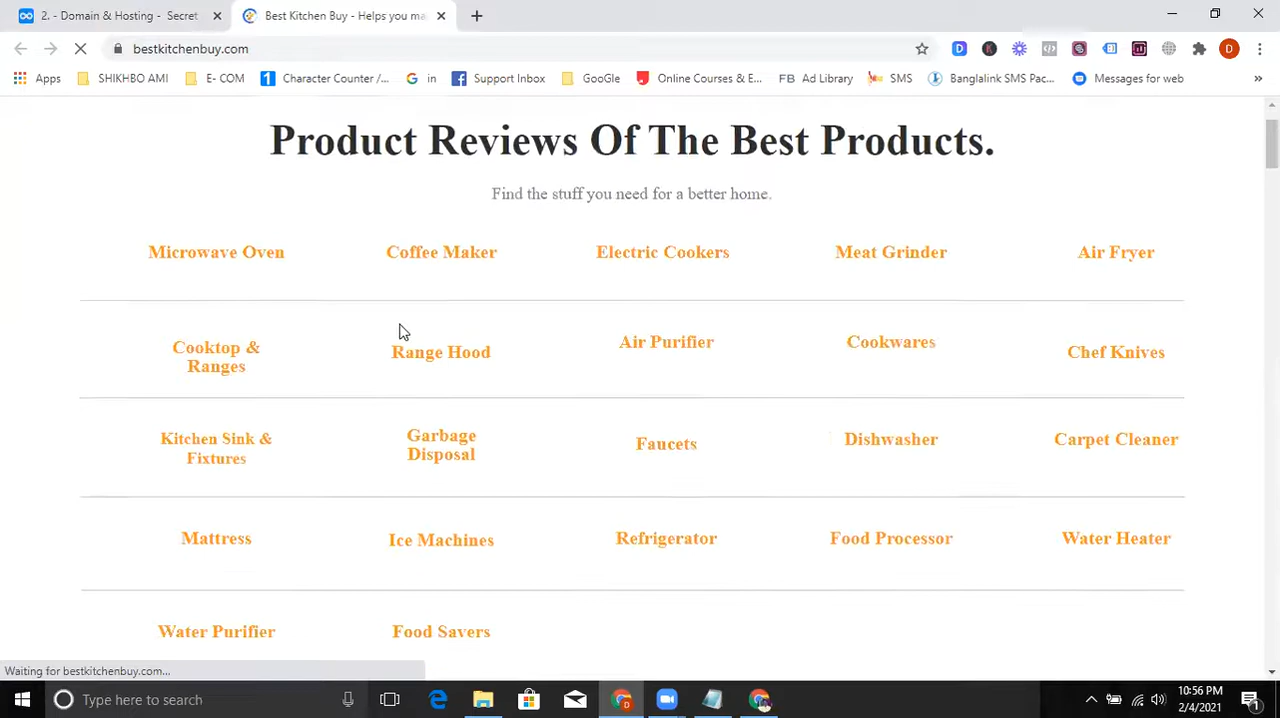 2. - Domain & Hosting - Secret
Best Kitchen Buy - Helps you ma
bestkitchenbuy.com
D
Apps SHIKHBO AMI E- COM Character Counter /... in Support Inbox GooGle Online Courses & E... FB Ad Library SMS Banglalink SMS Pac... Messages for web »
Product Reviews Of The Best Products.
Find the stuff you need for a better home.
Microwave Oven Coffee Maker Electric Cookers Meat Grinder Air Fryer
Cooktop & Ranges Range Hood Air Purifier Cookwares Chef Knives
Kitchen Sink & Fixtures Garbage Disposal Faucets Dishwasher Carpet Cleaner
Mattress Ice Machines Refrigerator Food Processor Water Heater
Water Purifier Food Savers
Waiting for bestkitchenbuy.com...
Type here to search
10:56 PM
2/4/2021